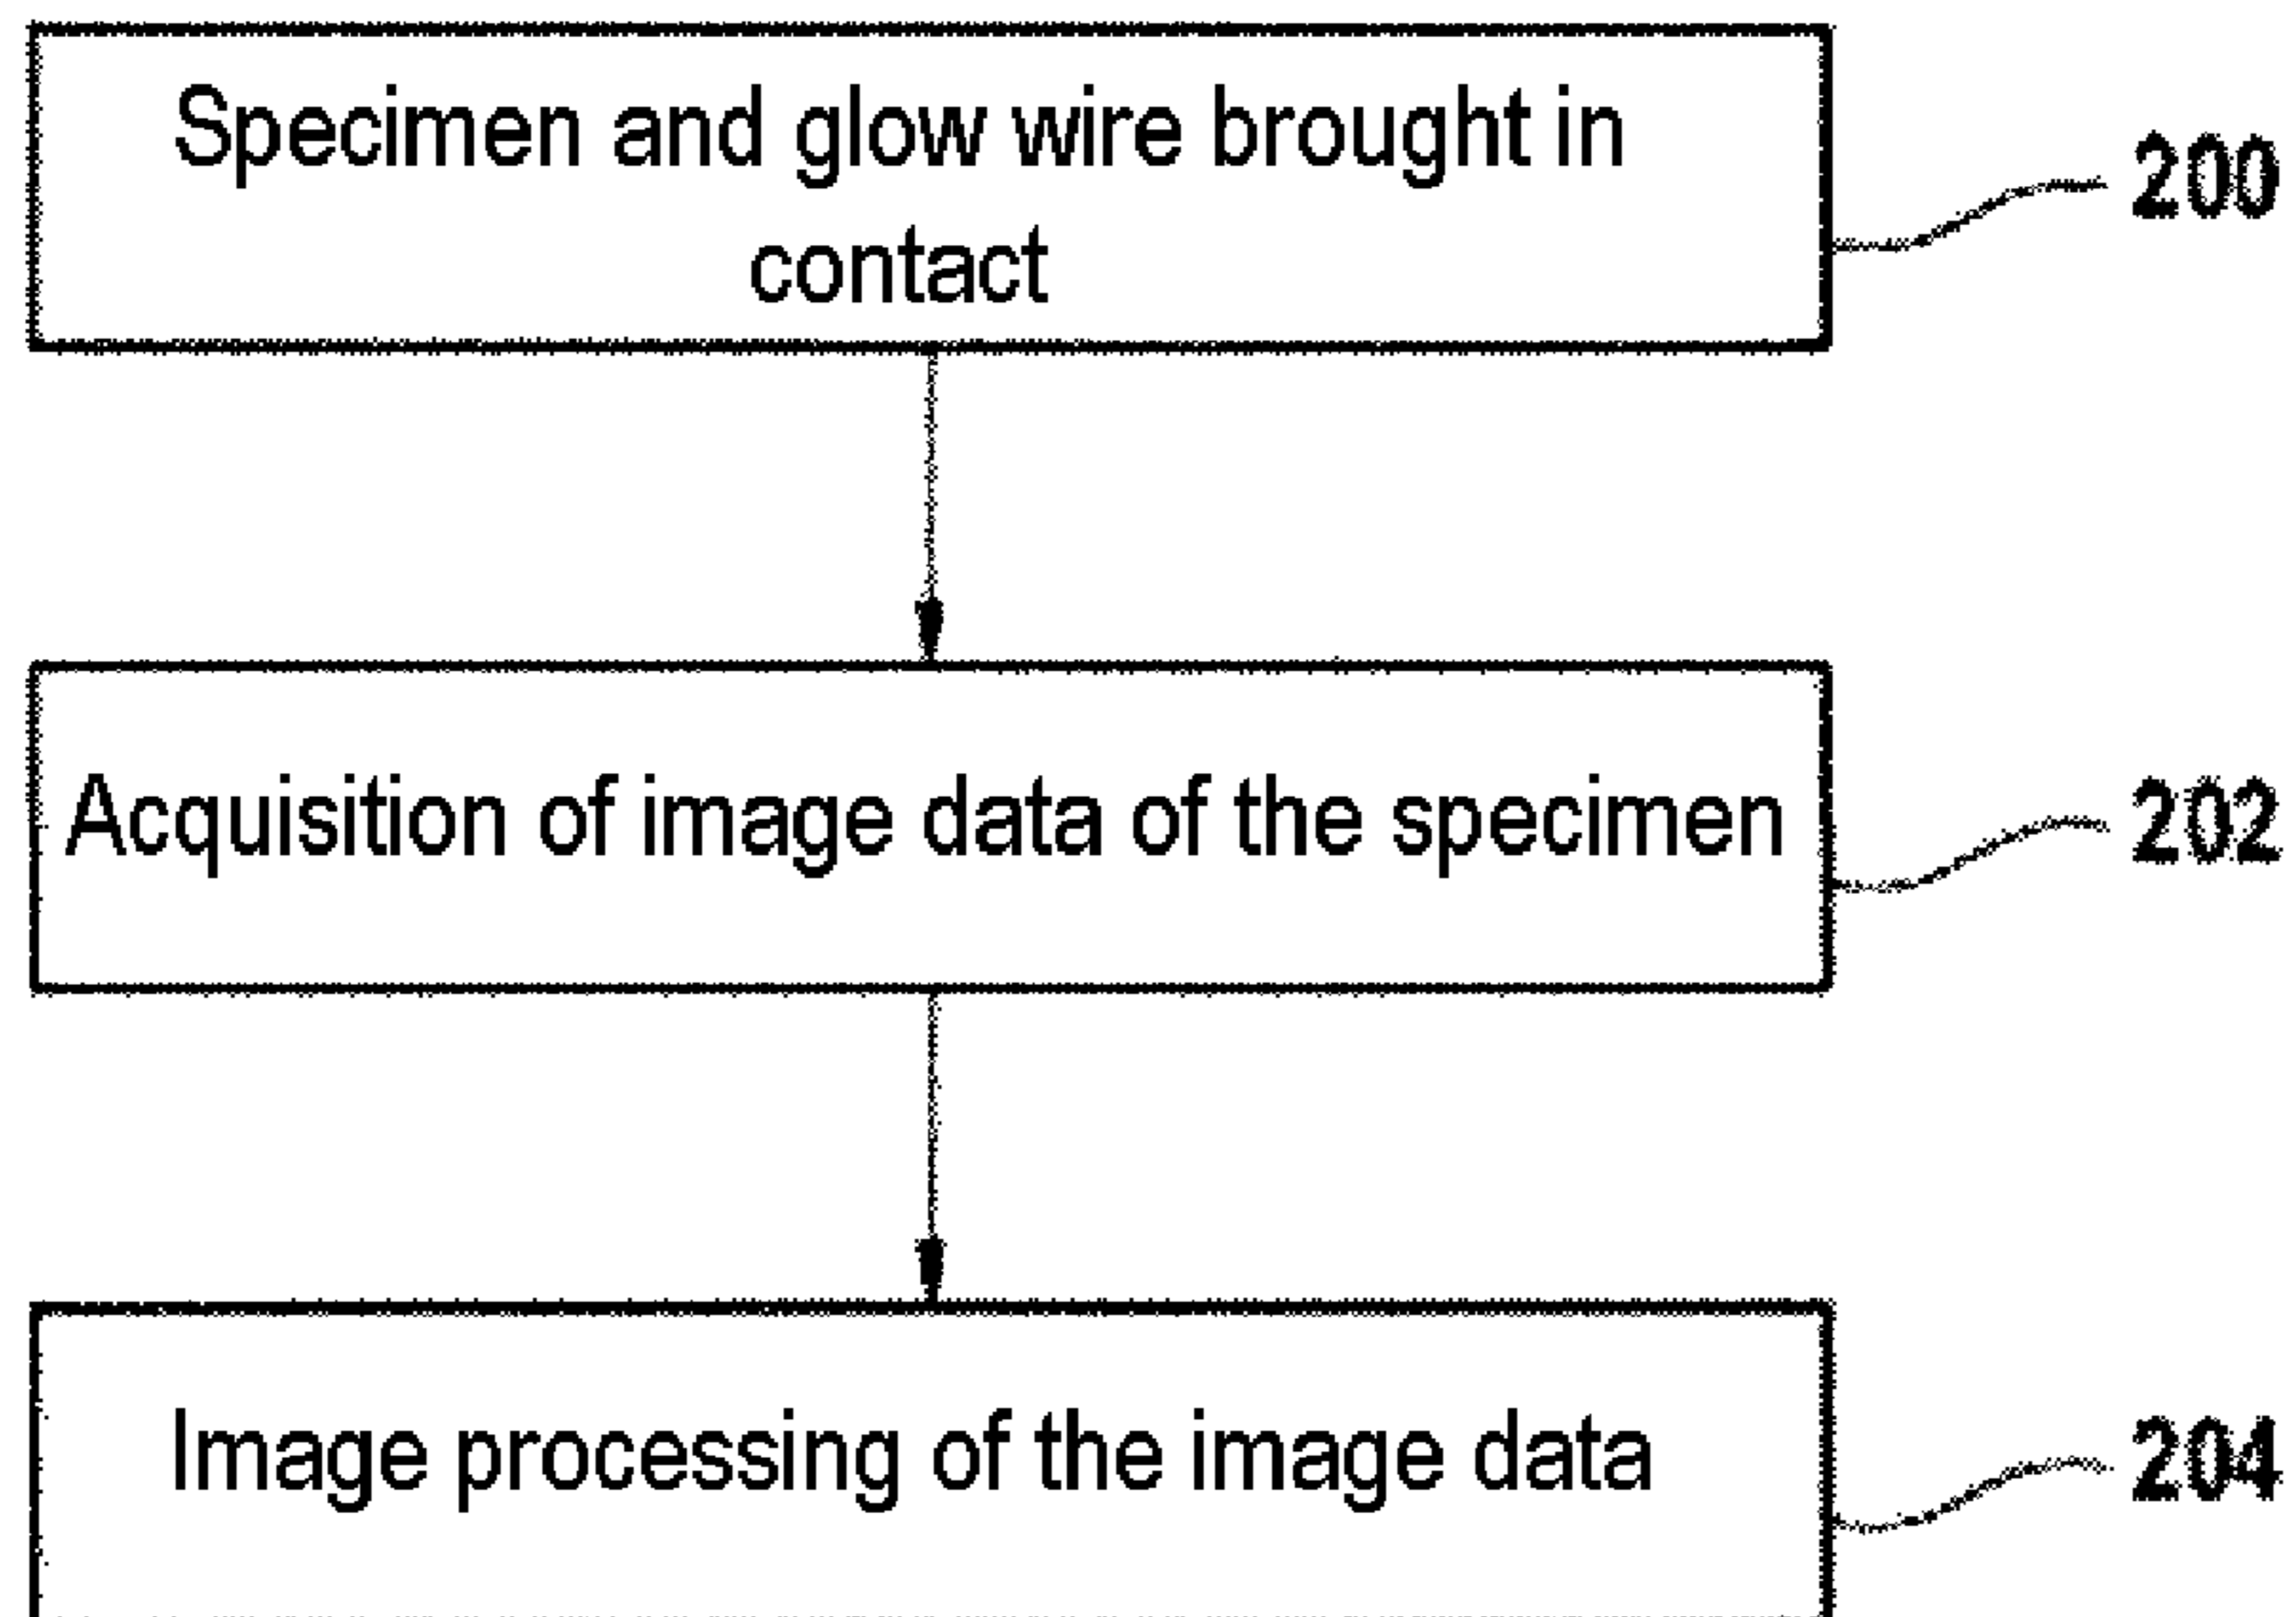 Specimen and glow wire brought in
contact
200
Acquisition of image data of the specimen
202
Image processing of the image data
204